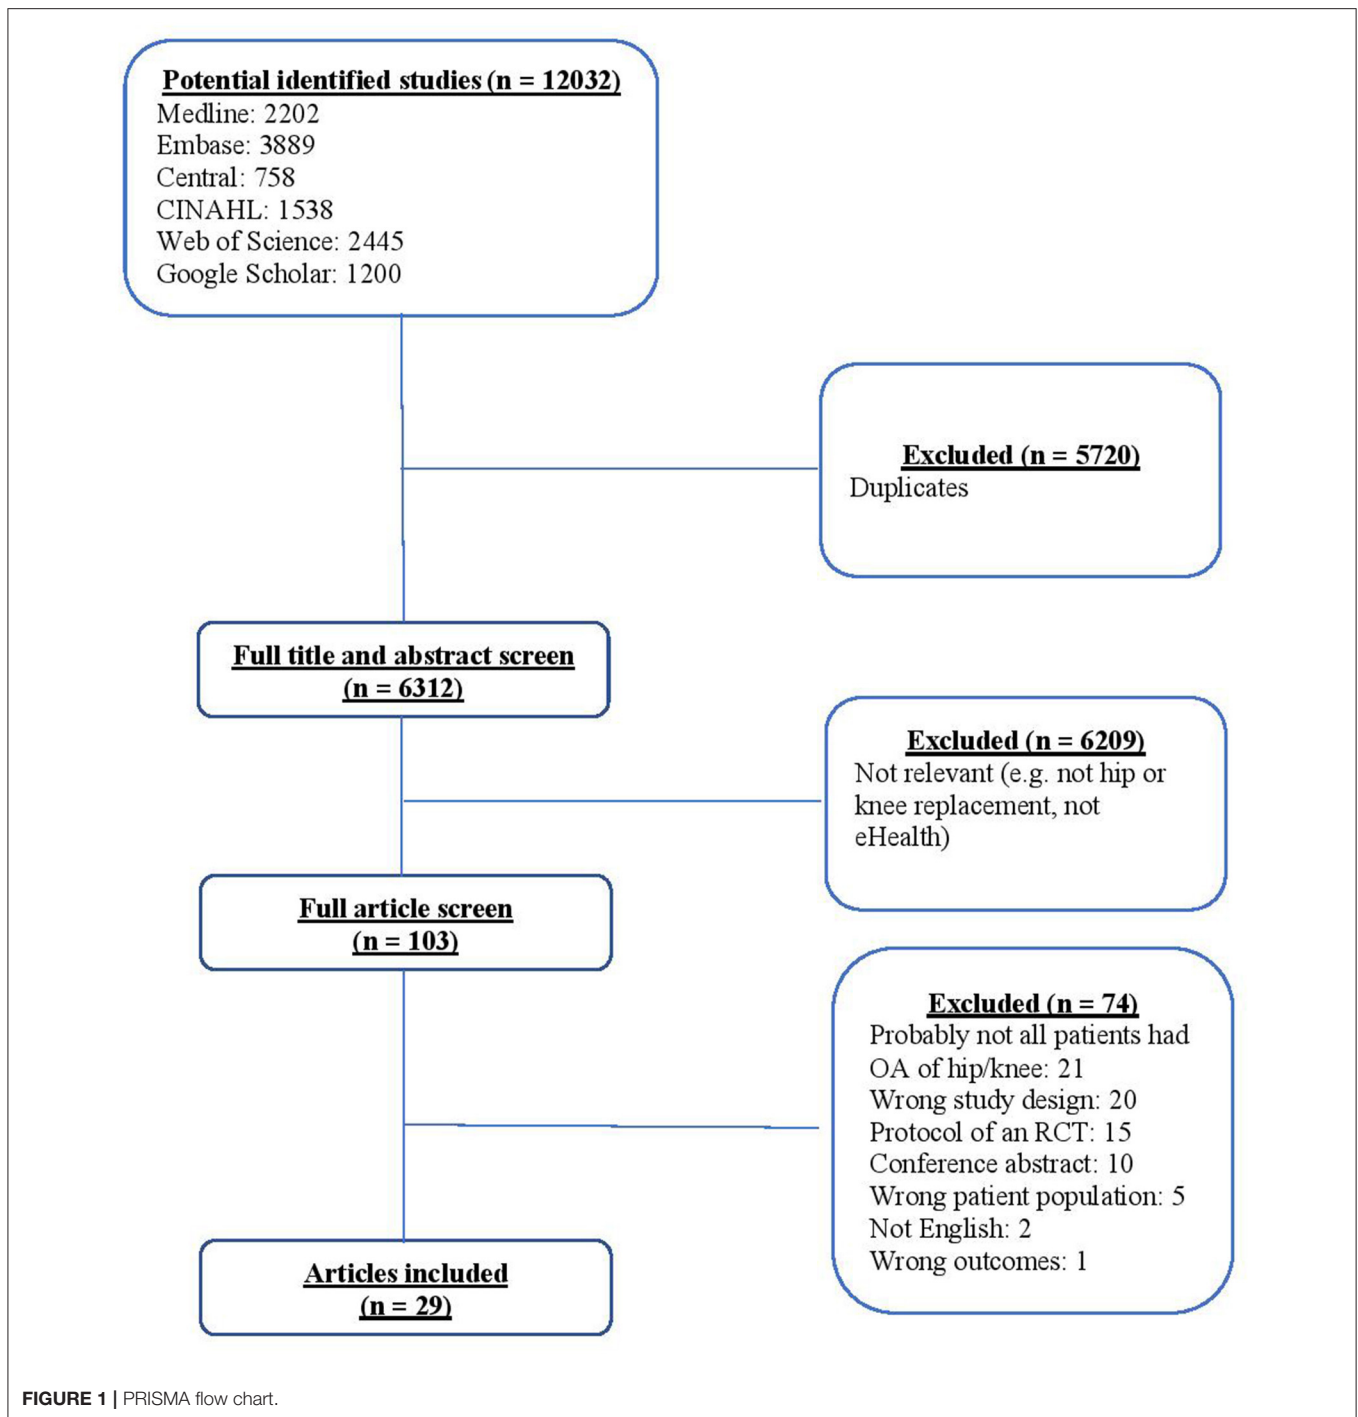 Potential identified studies (n = 12032)
Medline: 2202
Embase: 3889
Central: 758
CINAHL: 1538
Web of Science: 2445
Google Scholar: 1200
Excluded (n = 5720)
Duplicates
Full title and abstract screen
(n = 6312)
Excluded (n = 6209)
Not relevant (e.g. not hip or
knee replacement, not
eHealth)
Full article screen
(n = 103)
Excluded (n = 74)
Probably not all patients had
OA of hip/knee: 21
Wrong study design: 20
Protocol of an RCT: 15
Conference abstract: 10
Wrong patient population: 5
Not English: 2
Wrong outcomes: 1
Articles included
(n = 29)
FIGURE 1 | PRISMA flow chart.